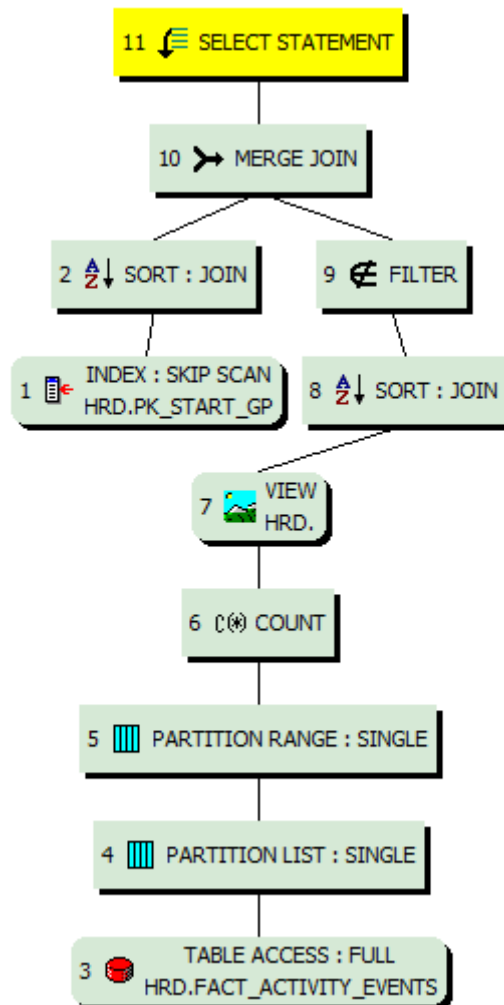 11 SELECT STATEMENT
10 MERGE JOIN
2 A Z SORT : JOIN
9 FILTER
1 INDEX : SKIP SCAN
HRD.PK_START_GP
8 A Z SORT : JOIN
7 VIEW
HRD.
6 C(*) COUNT
5 PARTITION RANGE : SINGLE
4 PARTITION LIST : SINGLE
3 TABLE ACCESS : FULL
HRD.FACT_ACTIVITY_EVENTS